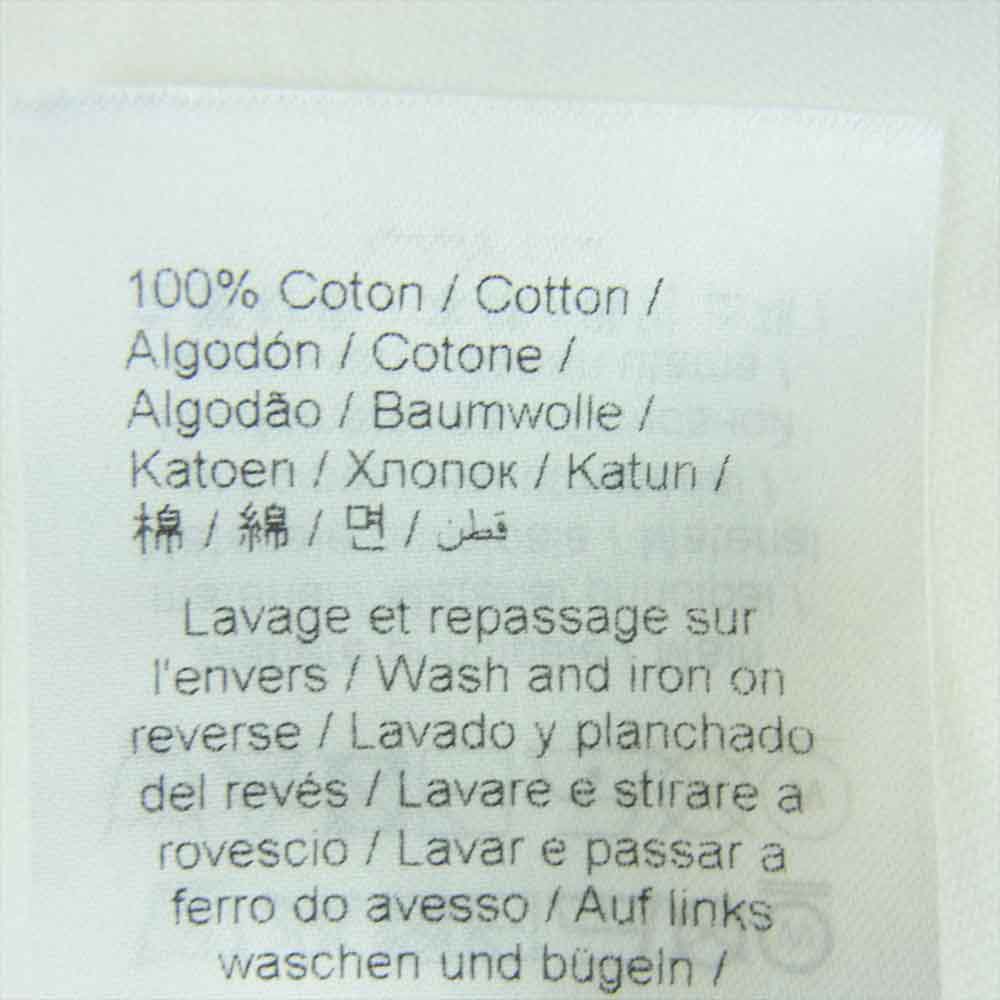 100% Coton / Cotton /
Algodón / Cotone /
Algodão / Baumwolle /
Katoen / Хлопок / Katun /
棉 / 綿 / 면 / قطن
Lavage et repassage sur
l'envers / Wash and iron on
reverse / Lavado y planchado
del revés / Lavare e stirare a
rovescio / Lavar e passar a
ferro do avesso / Auf links
waschen und bügeln /